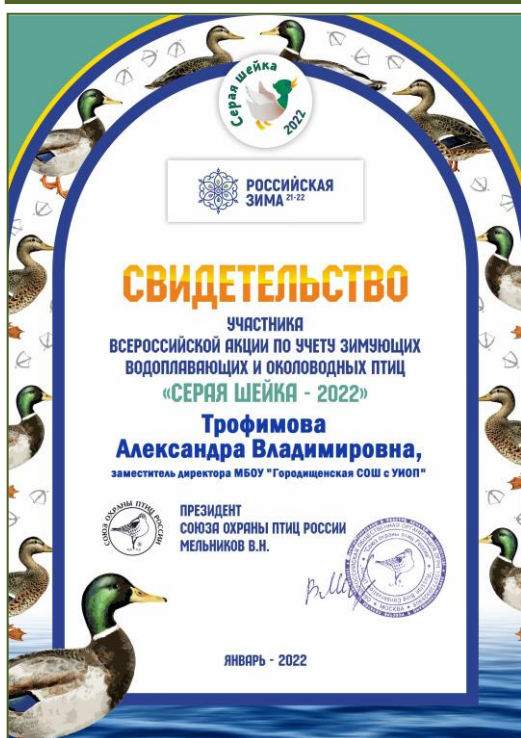 Серая шейка
2022
РОССИЙСКАЯ
ЗИМА 21-22
СВИДЕТЕЛЬСТВО
УЧАСТНИКА
ВСЕРОССИЙСКОЙ АКЦИИ ПО УЧЕТУ ЗИМУЮЩИХ
ВОДОПЛАВАЮЩИХ И ОКОЛОВОДНЫХ ПТИЦ
«СЕРАЯ ШЕЙКА - 2022»
Трофимова
Александра Владимировна,
заместитель директора МБОУ "Городищенская СОШ с УИОП"
СОЮЗ ОХРАНЫ ПТИЦ РОССИИ
ПРЕЗИДЕНТ
СОЮЗА ОХРАНЫ ПТИЦ РОССИИ
МЕЛЬНИКОВ В.Н.
МОСКВА
ЯНВАРЬ - 2022